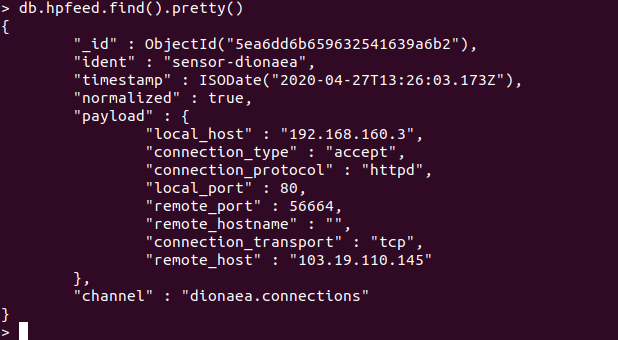 > db.hpfeed.find().pretty()
{
        "_id" : ObjectId("5ea6dd6b659632541639a6b2"),
        "ident" : "sensor-dionaea",
        "timestamp" : ISODate("2020-04-27T13:26:03.173Z"),
        "normalized" : true,
        "payload" : {
                "local_host" : "192.168.160.3",
                "connection_type" : "accept",
                "connection_protocol" : "httpd",
                "local_port" : 80,
                "remote_port" : 56664,
                "remote_hostname" : "",
                "connection_transport" : "tcp",
                "remote_host" : "103.19.110.145"
        },
        "channel" : "dionaea.connections"
}
>